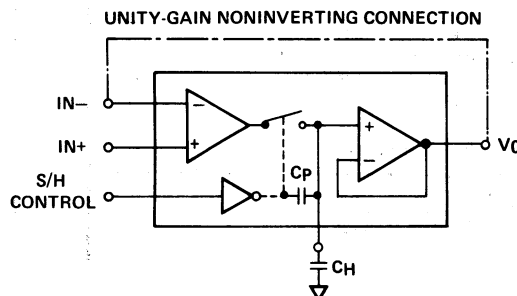 UNITY-GAIN NONINVERTING CONNECTION
IN−
IN+
S/H
CONTROL
−
+
CP
+
−
CH